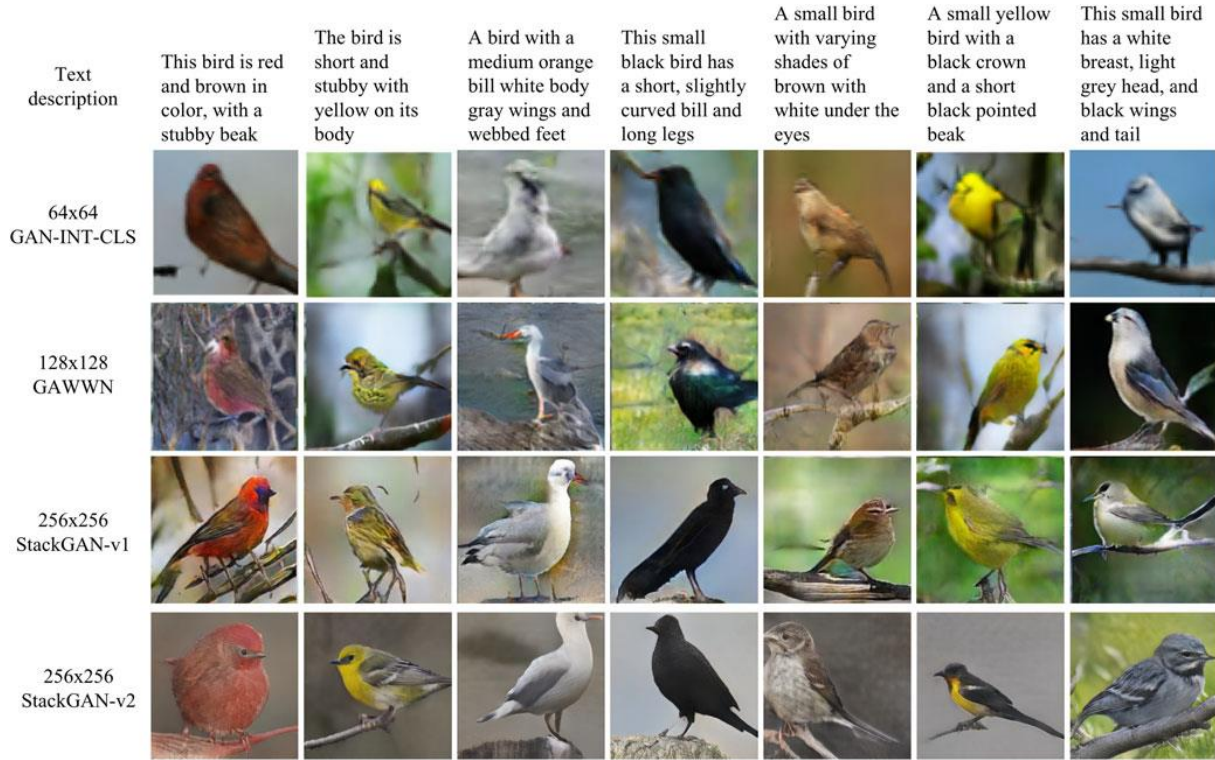 Text
description
This bird is red
and brown in
color, with a
stubby beak
The bird is
short and
stubby with
yellow on its
body
A bird with a
medium orange
bill white body
gray wings and
webbed feet
This small
black bird has
a short, slightly
curved bill and
long legs
A small bird
with varying
shades of
brown with
white under the
eyes
A small yellow
bird with a
black crown
and a short
black pointed
beak
This small bird
has a white
breast, light
grey head, and
black wings
and tail
64x64
GAN-INT-CLS
128x128
GAWWN
256x256
StackGAN-v1
256x256
StackGAN-v2